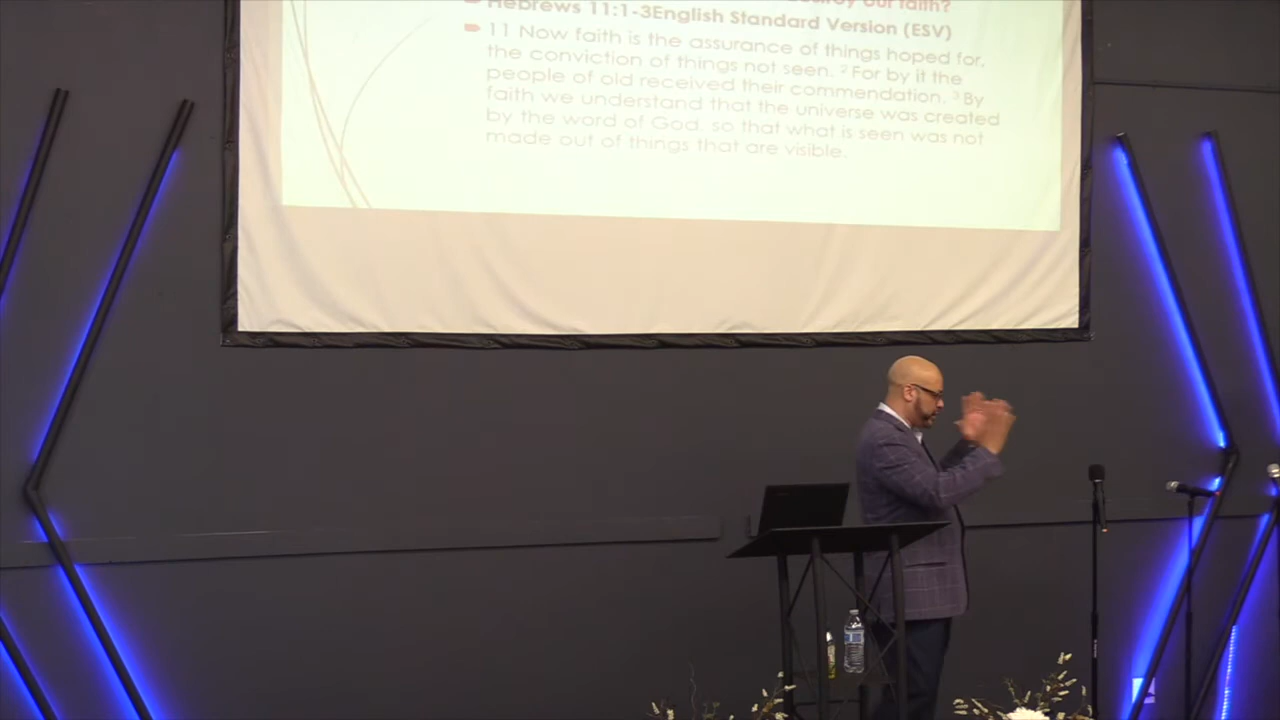 our faith?
Hebrews 11:1-3English Standard Version (ESV)
11 Now faith is the assurance of things hoped for,
the conviction of things not seen. 2 For by it the
people of old received their commendation. 3 By
faith we understand that the universe was created
by the word of God, so that what is seen was not
made out of things that are visible.